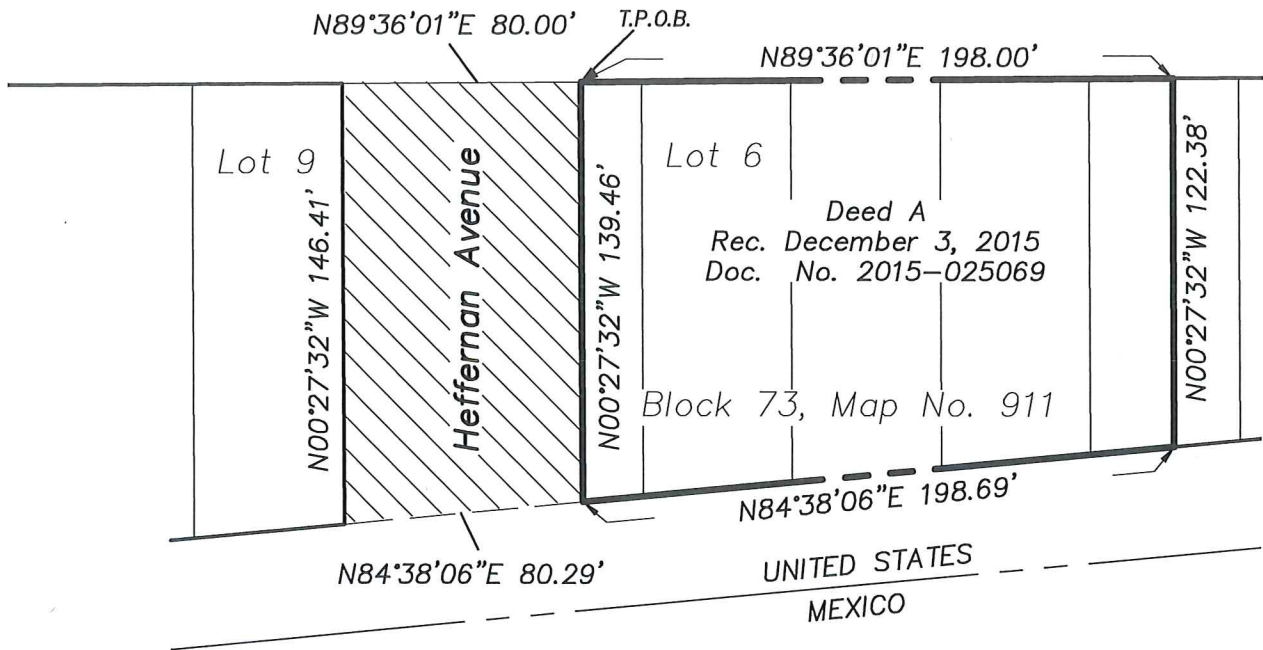 N89°36'01"E 80.00'
T.P.O.B.
N89°36'01"E 198.00'
Lot 9
N00°27'32"W 146.41'
Heffernan Avenue
N00°27'32"W 139.46'
Lot 6
Deed A
Rec. December 3, 2015
Doc. No. 2015-025069
Block 73, Map No. 911
N00°27'32"W 122.38'
N84°38'06"E 198.69'
N84°38'06"E 80.29'
UNITED STATES
MEXICO